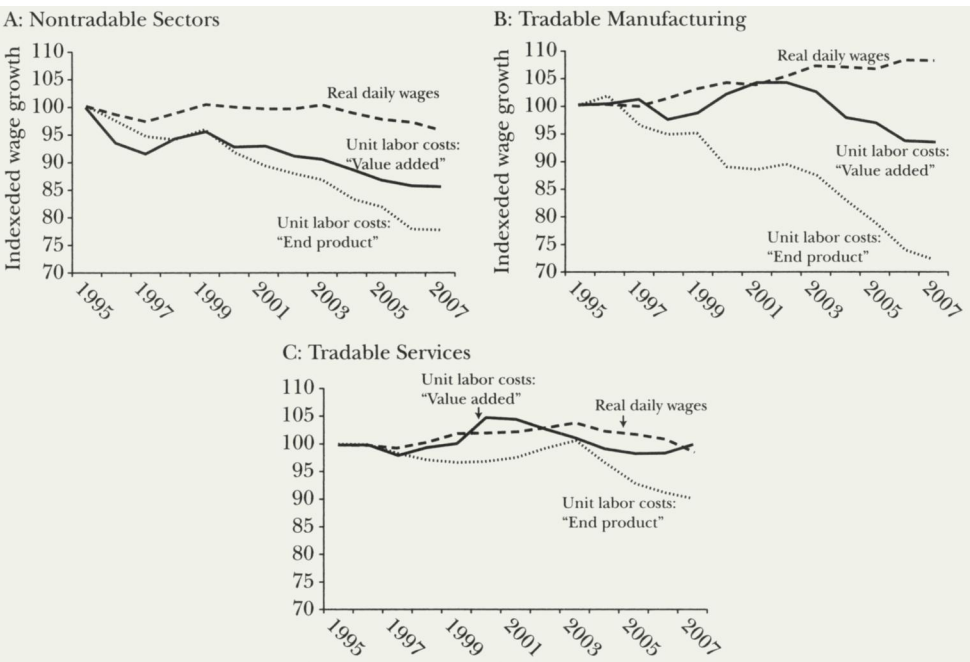 A: Nontradable Sectors
Indexeded wage growth
110
105
100
95
90
85
80
75
70
Real daily wages
Unit labor costs:
“Value added”
Unit labor costs:
“End product”
1995
1997
1999
2001
2003
2005
2007
B: Tradable Manufacturing
Indexeded wage growth
110
105
100
95
90
85
80
75
70
Real daily wages
Unit labor costs:
“Value added”
Unit labor costs:
“End product”
1995
1997
1999
2001
2003
2005
2007
C: Tradable Services
110
105
100
95
90
85
80
75
70
Unit labor costs:
“Value added”
Real daily wages
Unit labor costs:
“End product”
1995
1997
1999
2001
2003
2005
2007